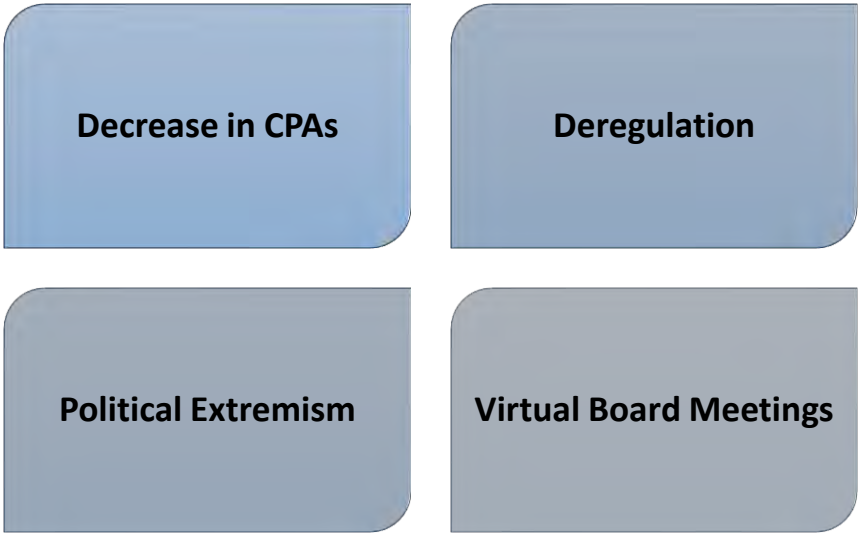 Decrease in CPAs
Deregulation
Political Extremism
Virtual Board Meetings